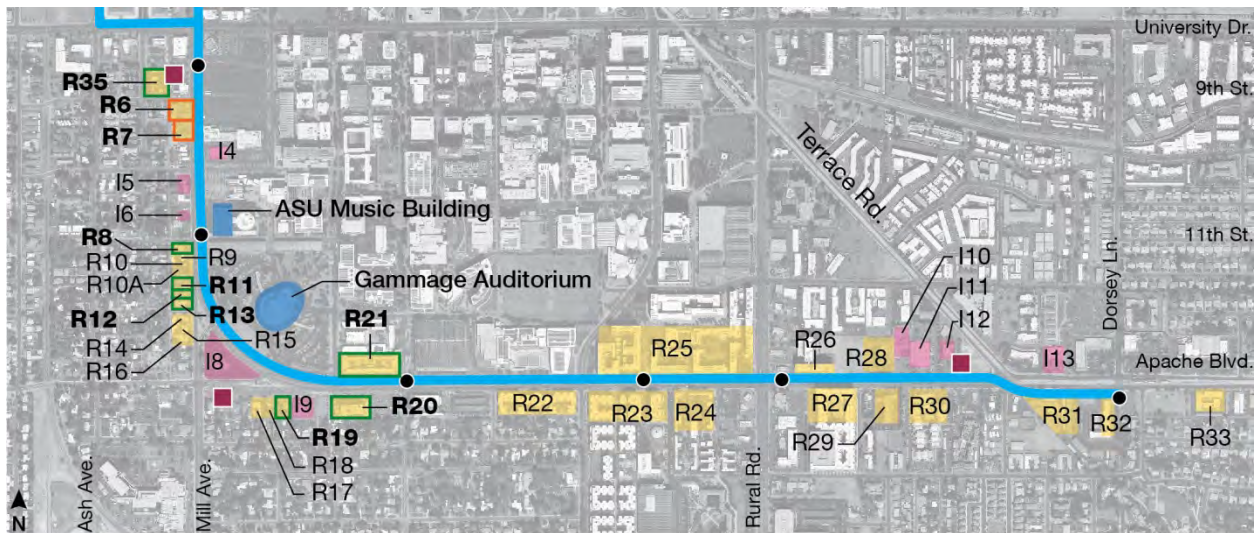 University Dr.
R35
9th St.
R6
R7
I4
Terrace Rd.
I5
ASU Music Building
I6
R8
R9
R10
11th St.
R10A
I10
Gammage Auditorium
R11
I11
Dorsey Ln.
R12
R13
R21
I12
R15
R26
R14
R25
R28
I13
R16
I8
Apache Blvd.
I9
R20
R22
R23
R24
R27
R30
R31
R32
R33
R19
R29
R18
R17
Ash Ave.
Mill Ave.
Rural Rd.
N